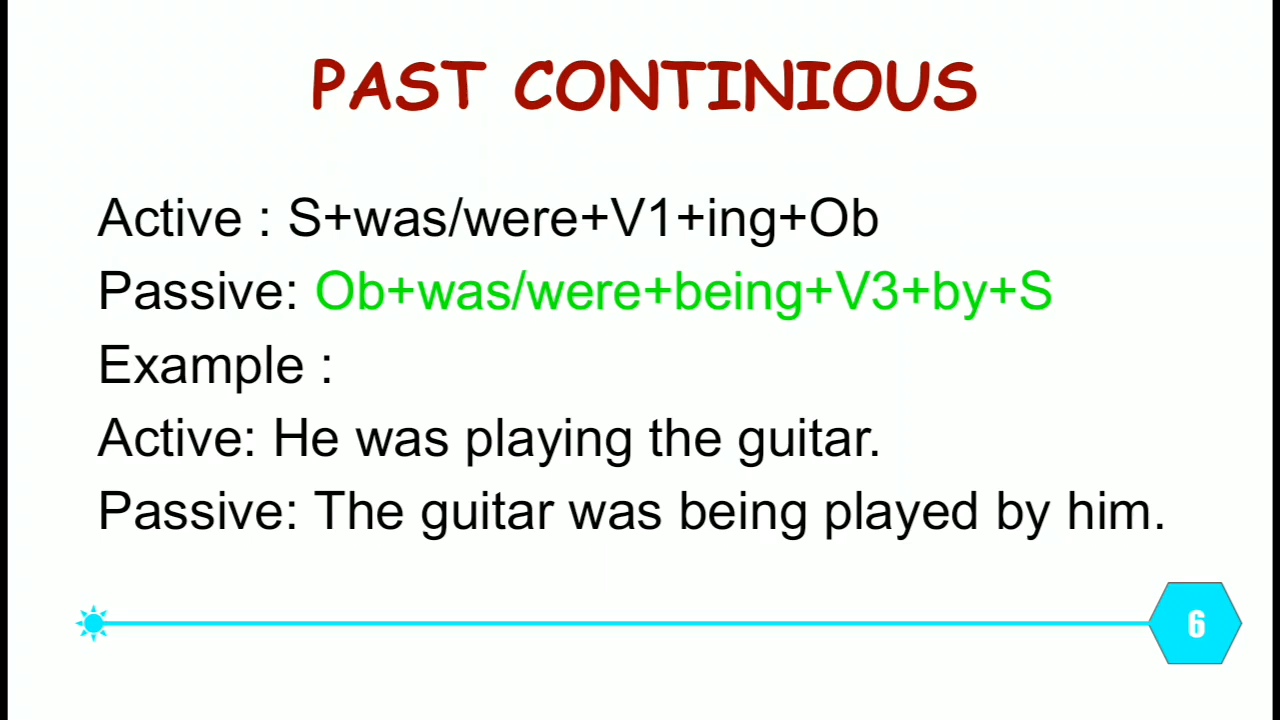 PAST CONTINIOUS
Active : S+was/were+V1+ing+Ob
Passive: Ob+was/were+being+V3+by+S
Example :
Active: He was playing the guitar.
Passive: The guitar was being played by him.
6